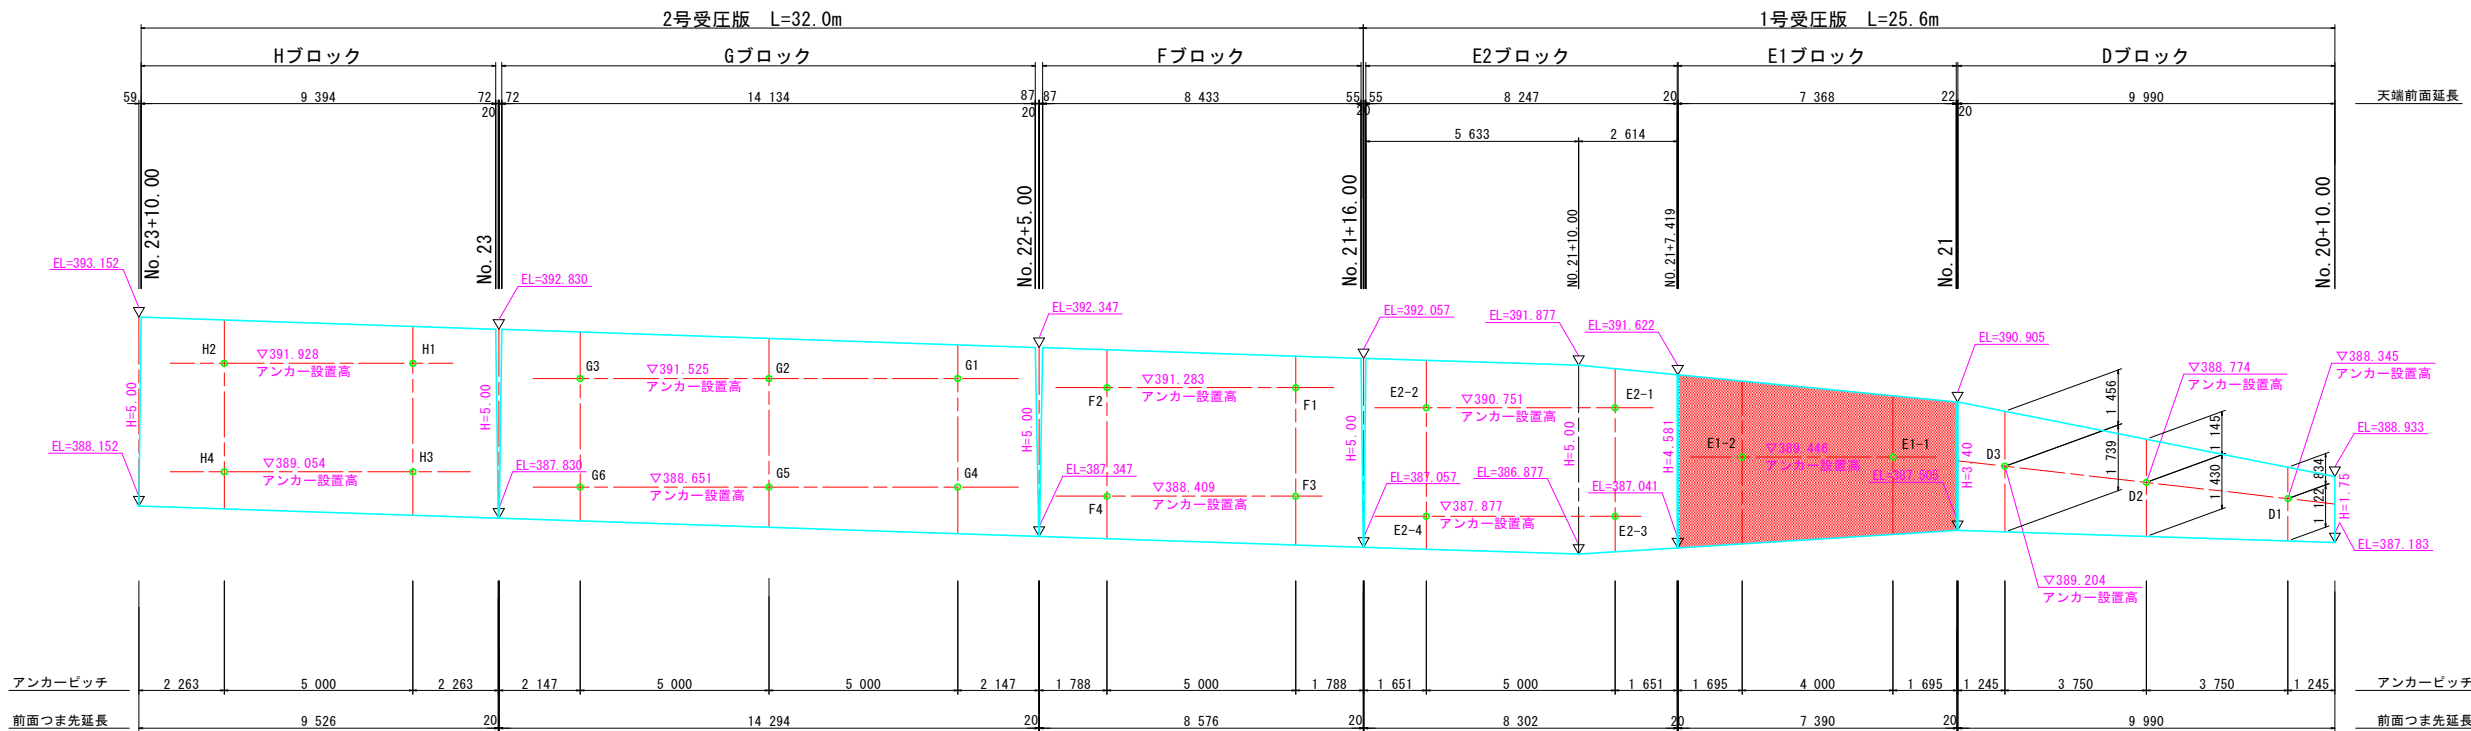 2号受圧版 L=32.0m
1号受圧版 L=25.6m
Hブロック
Gブロック
Fブロック
E2ブロック
E1ブロック
Dブロック
59
9 394
72
72
14 134
87
87
8 433
55
55
8 247
20
7 368
22
9 990
天端前面延長
20
20
20
20
5 633
2 614
No.23+10.00
No.23
No.22+5.00
No.21+16.00
NO.21+10.00
NO.21+7.419
No.21
No.20+10.00
EL=393.152
EL=392.830
EL=392.347
EL=392.057
EL=391.877
EL=391.622
EL=390.905
H2
▽391.928
アンカー設置高
H1
G3
▽391.525
アンカー設置高
G2
G1
F2
▽391.283
アンカー設置高
F1
E2-2
▽390.751
アンカー設置高
E2-1
▽388.774
アンカー設置高
▽388.345
アンカー設置高
1 456
1 739
1 145
1 430
834
1 122
H=5.00
H=5.00
H=5.00
H=5.00
H=5.00
H=4.581
H=3.40
H=1.75
E1-2
▽389.446
アンカー設置高
E1-1
D3
D2
D1
EL=388.152
H4
▽389.054
アンカー設置高
H3
EL=387.830
G6
▽388.651
アンカー設置高
G5
G4
EL=387.347
F4
▽388.409
アンカー設置高
F3
EL=387.057
EL=386.877
EL=387.041
EL=387.505
EL=388.933
EL=387.183
E2-4
▽387.877
アンカー設置高
E2-3
▽389.204
アンカー設置高
アンカーピッチ
2 263
5 000
2 263
2 147
5 000
5 000
2 147
1 788
5 000
1 788
1 651
5 000
1 651
1 695
4 000
1 695
1 245
3 750
3 750
1 245
アンカーピッチ
前面つま先延長
9 526
20
14 294
20
8 576
20
8 302
20
7 390
20
9 990
前面つま先延長